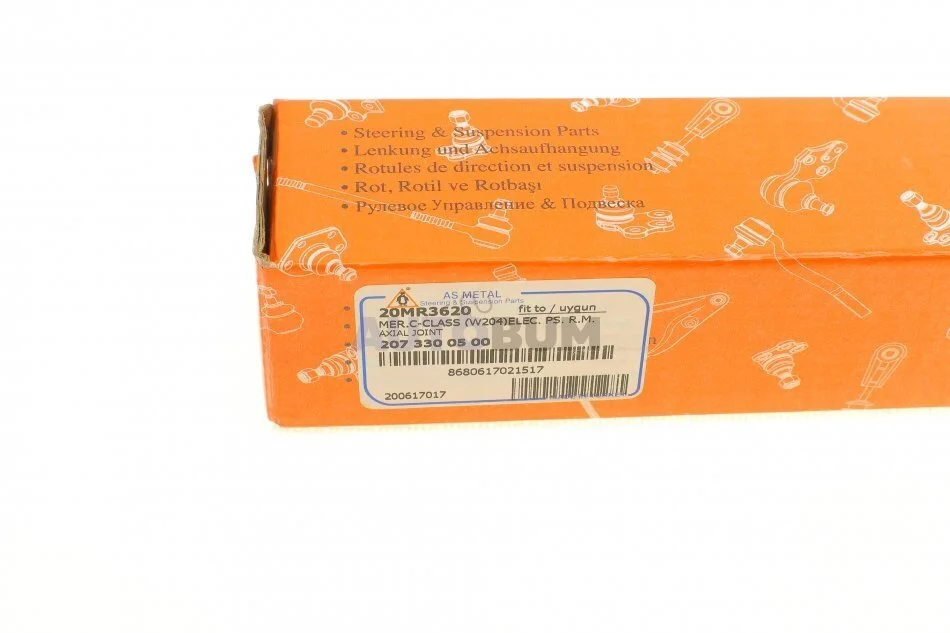 • Steering & Suspension Parts
• Lenkung und Achsaufhangung
• Rotules de direction et suspension
• Rot, Rotil ve Rotbaşı
• Рулевое Управление & Подвеска
AS METAL
Steering & Suspension Parts
20MR3620 fit to / uygun
MER.C-CLASS (W204)ELEC. PS. R.M.
AXIAL JOINT
AUTOBUM
207 330 05 00
8680617021517
200617017